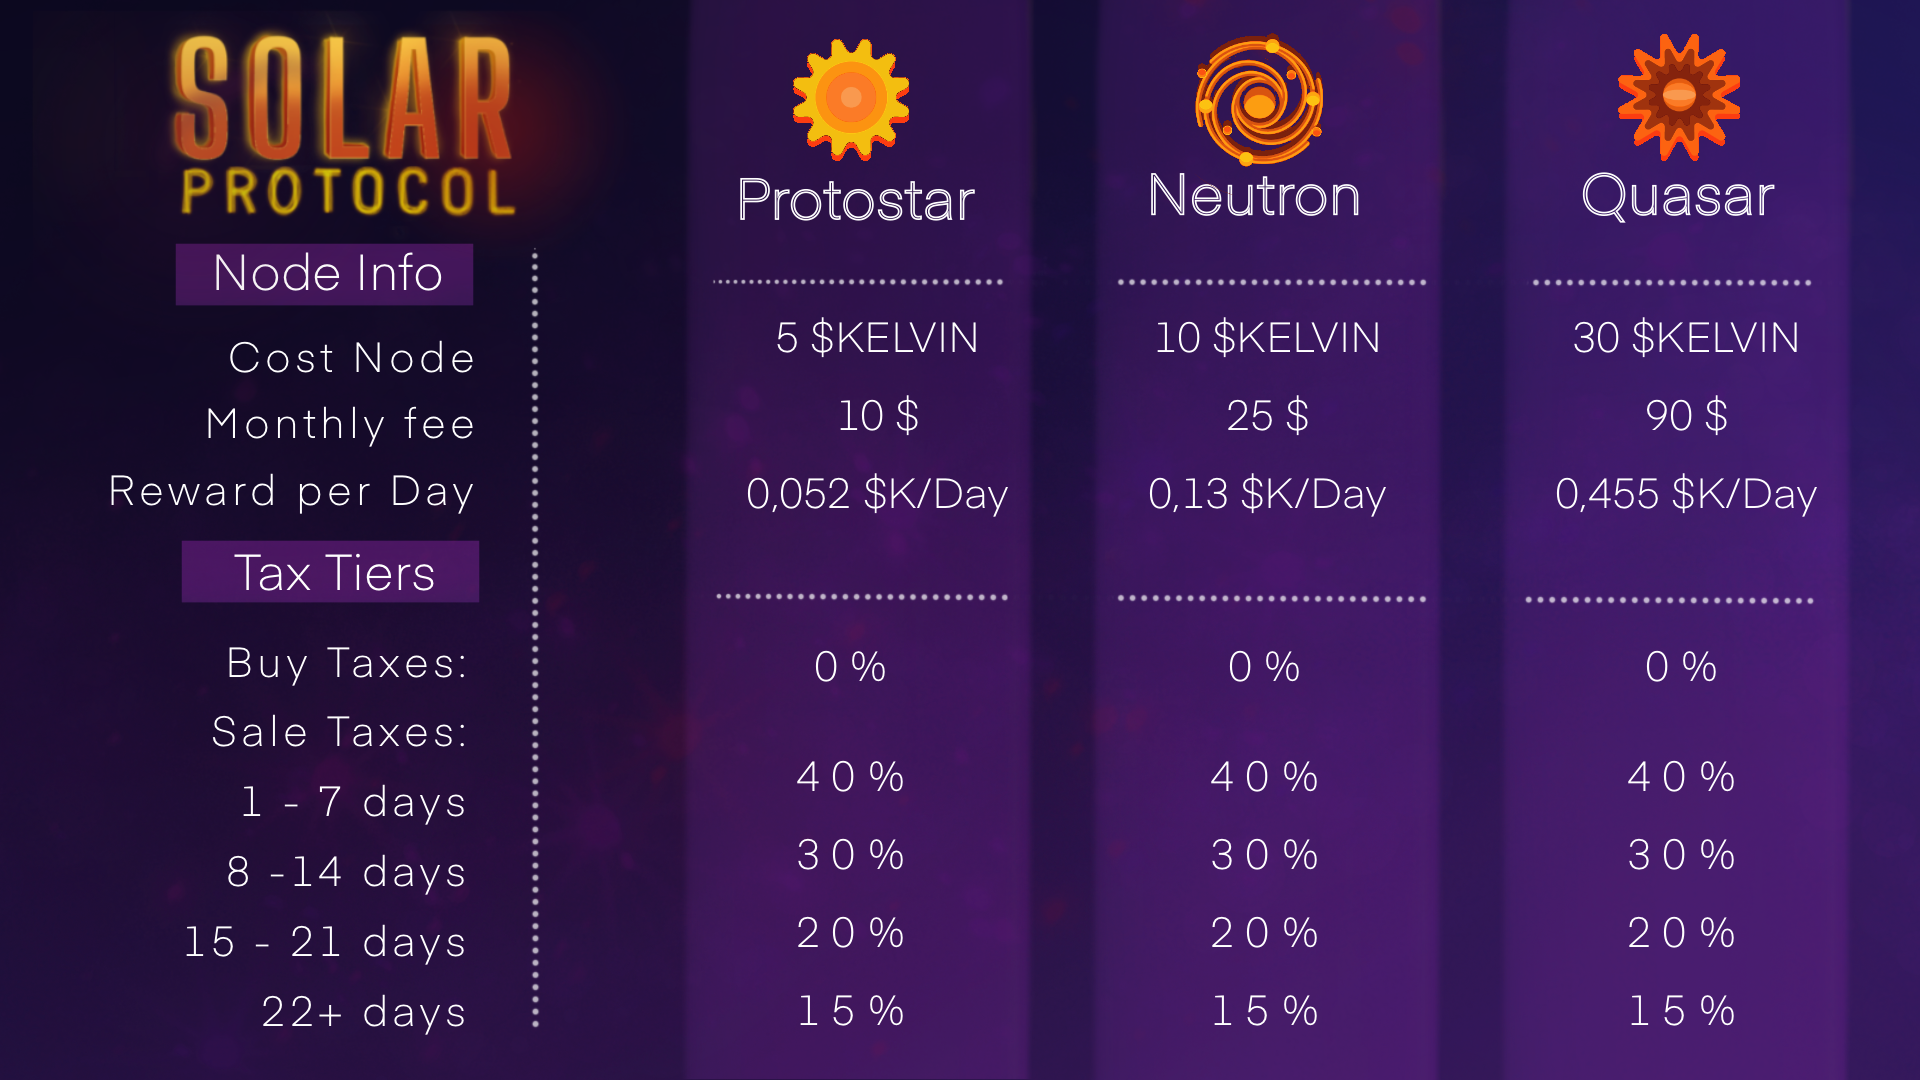 SOLAR
PROTOCOL
Protostar Neutron Quasar
Node Info
Cost Node 5 $KELVIN 10 $KELVIN 30 $KELVIN
Monthly fee 10 $ 25 $ 90 $
Reward per Day 0,052 $K/Day 0,13 $K/Day 0,455 $K/Day
Tax Tiers
Buy Taxes: 0 % 0 % 0 %
Sale Taxes:
1 - 7 days 40 % 40 % 40 %
8 -14 days 30 % 30 % 30 %
15 - 21 days 20 % 20 % 20 %
22+ days 15 % 15 % 15 %